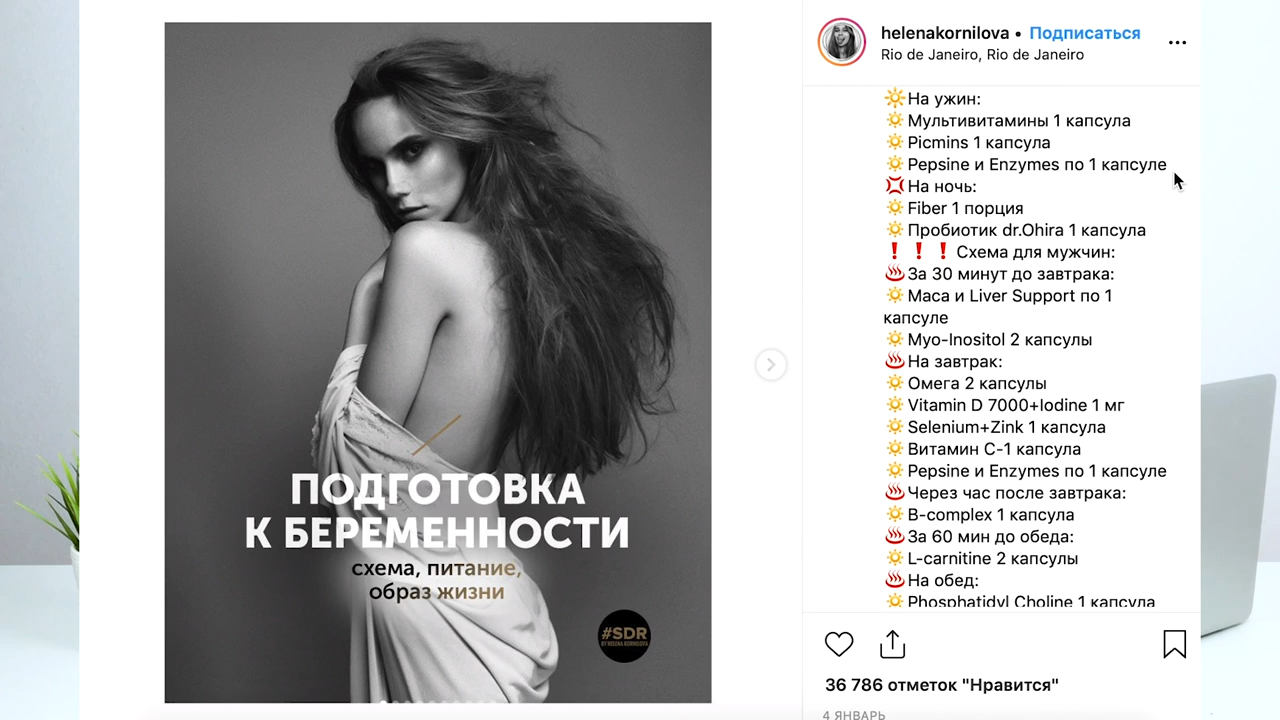 helenakornilova • Подписаться
Rio de Janeiro, Rio de Janeiro
На ужин:
Мультивитамины 1 капсула
Picmins 1 капсула
Pepsine и Enzymes по 1 капсуле
На ночь:
Fiber 1 порция
Пробиотик dr.Ohira 1 капсула
❗❗❗ Схема для мужчин:
За 30 минут до завтрака:
Maca и Liver Support по 1
капсуле
Myo-Inositol 2 капсулы
На завтрак:
Омега 2 капсулы
Vitamin D 7000+Iodine 1 мг
Selenium+Zink 1 капсула
Витамин С-1 капсула
Pepsine и Enzymes по 1 капсуле
Через час после завтрака:
B-complex 1 капсула
За 60 мин до обеда:
L-carnitine 2 капсулы
На обед:
Phosphatidyl Choline 1 капсула
36 786 отметок "Нравится"
4 ЯНВАРЬ
ПОДГОТОВКА
К БЕРЕМЕННОСТИ
схема, питание,
образ жизни
#SDR
BY HELENA KORNILOVA